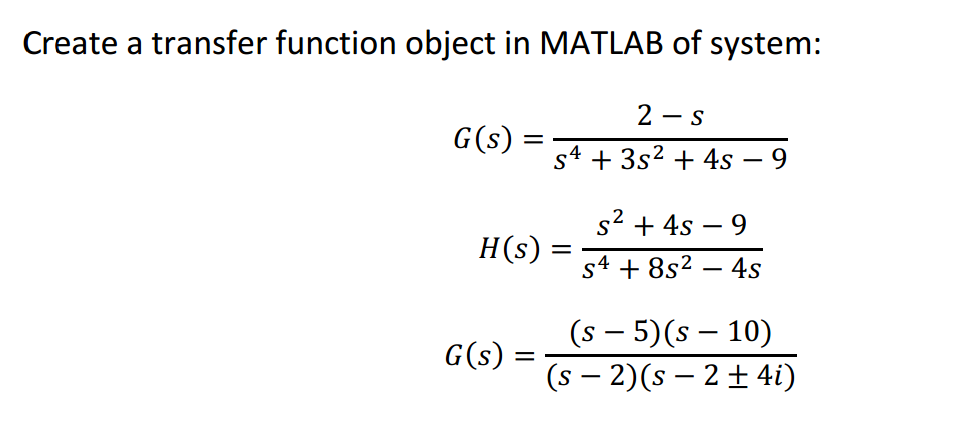 Create a transfer function object in MATLAB of system:
G(s) = (2 − s) / (s⁴ + 3s² + 4s − 9)
H(s) = (s² + 4s − 9) / (s⁴ + 8s² − 4s)
G(s) = (s − 5)(s − 10) / (s − 2)(s − 2 ± 4i)